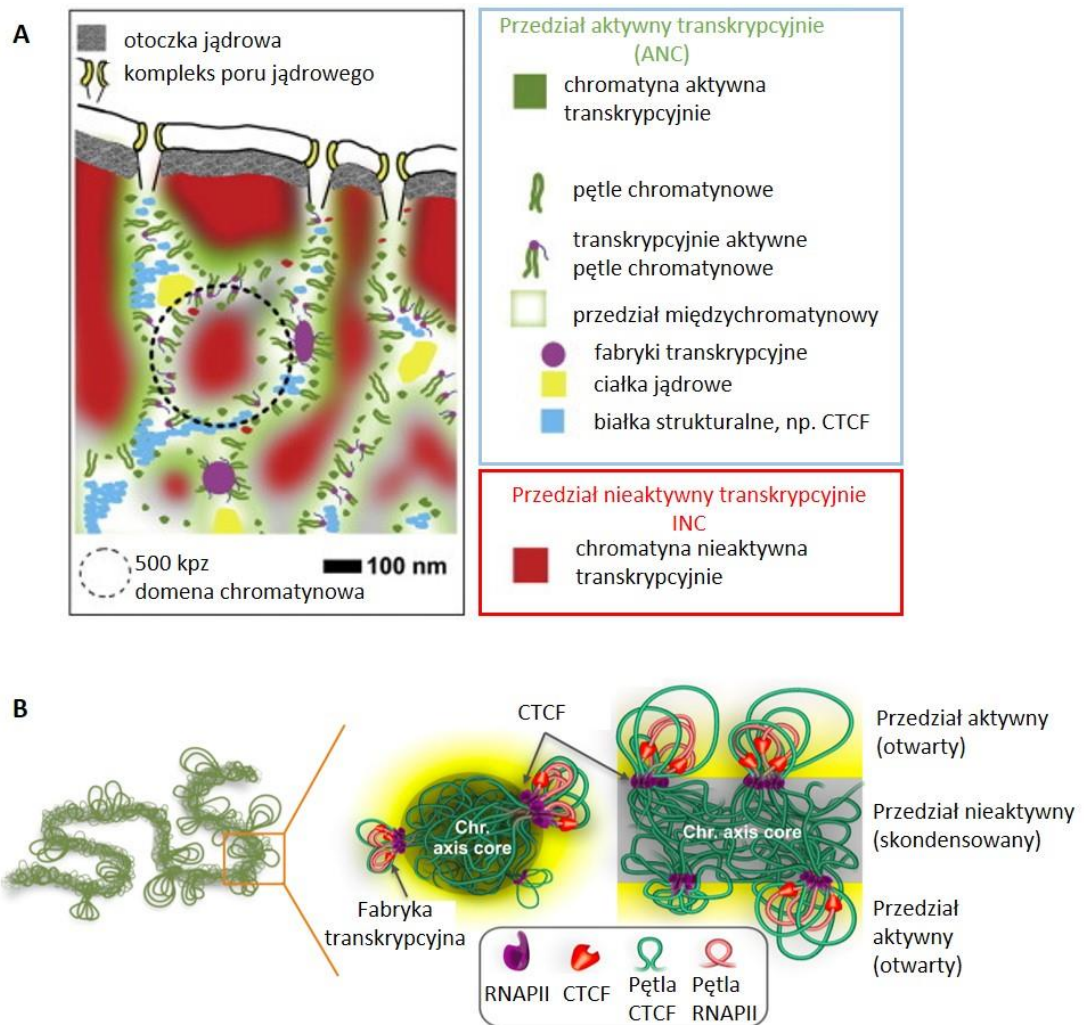 A
otoczka jądrowa
kompleks poru jądrowego
500 kpz
domena chromatynowa
100 nm
Przedział aktywny transkrypcyjnie
(ANC)
chromatyna aktywna
transkrypcyjnie
pętle chromatynowe
transkrypcyjnie aktywne
pętle chromatynowe
przedział międzychromatynowy
fabryki transkrypcyjne
ciałka jądrowe
białka strukturalne, np. CTCF
Przedział nieaktywny transkrypcyjnie
INC
chromatyna nieaktywna
transkrypcyjnie
B
CTCF
Chr.
axis core
Fabryka
transkrypcyjna
Chr. axis core
Przedział aktywny
(otwarty)
Przedział nieaktywny
(skondensowany)
Przedział
aktywny
(otwarty)
RNAPII
CTCF
Pętla
CTCF
Pętla
RNAPII